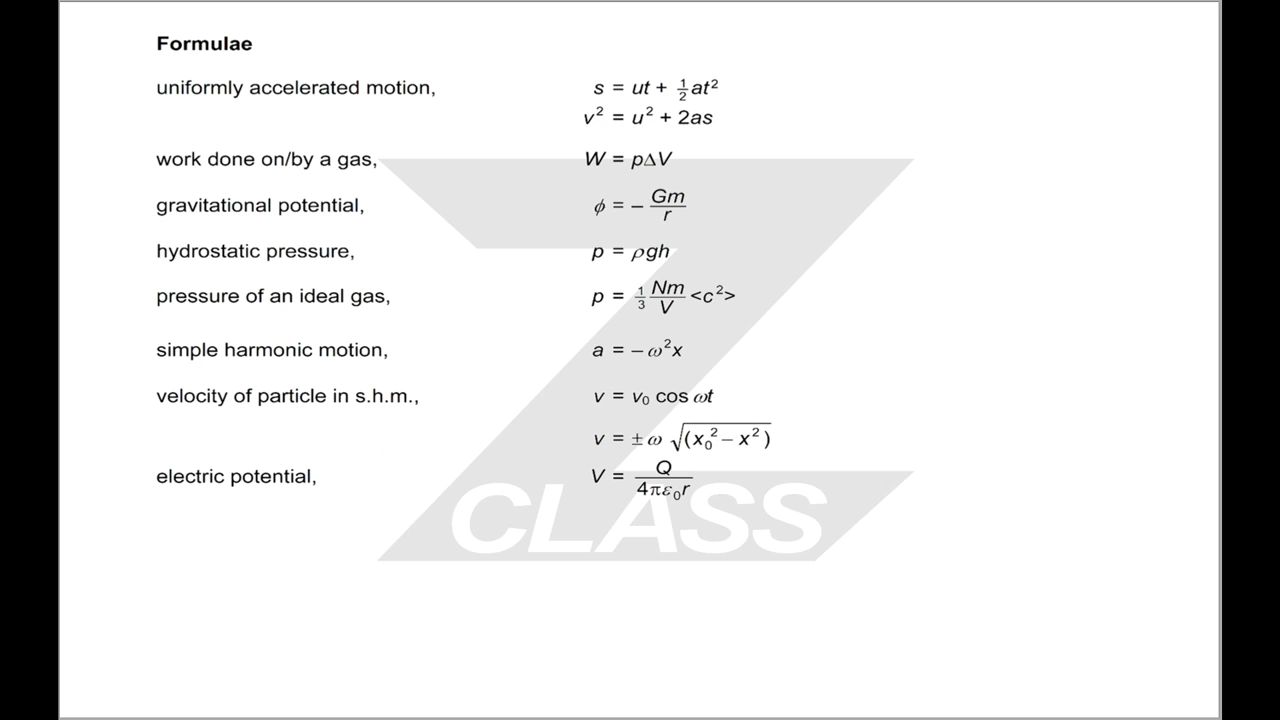 Formulae
uniformly accelerated motion, s = ut + ½at²
v² = u² + 2as
work done on/by a gas, W = pΔV
gravitational potential, ϕ = − Gm/r
hydrostatic pressure, p = ρgh
pressure of an ideal gas, p = ⅓ Nm/V <c²>
simple harmonic motion, a = − ω²x
velocity of particle in s.h.m., v = v₀ cos ωt
v = ± ω √(x₀² − x²)
electric potential, V = Q/4πε₀r
Z
CLASS